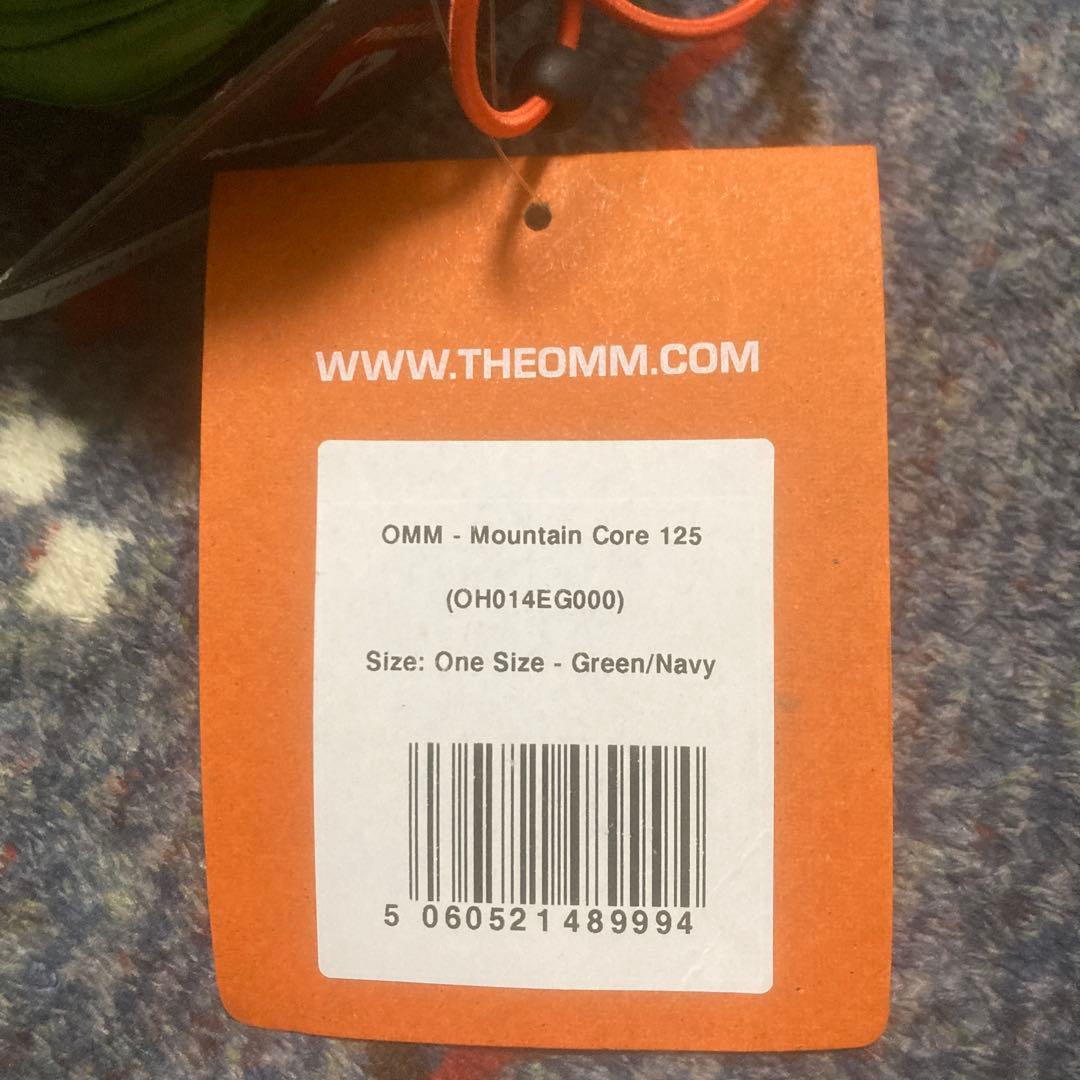 WWW.THEOMM.COM
OMM - Mountain Core 125
(OH014EG000)
Size: One Size - Green/Navy
5 060521 489994